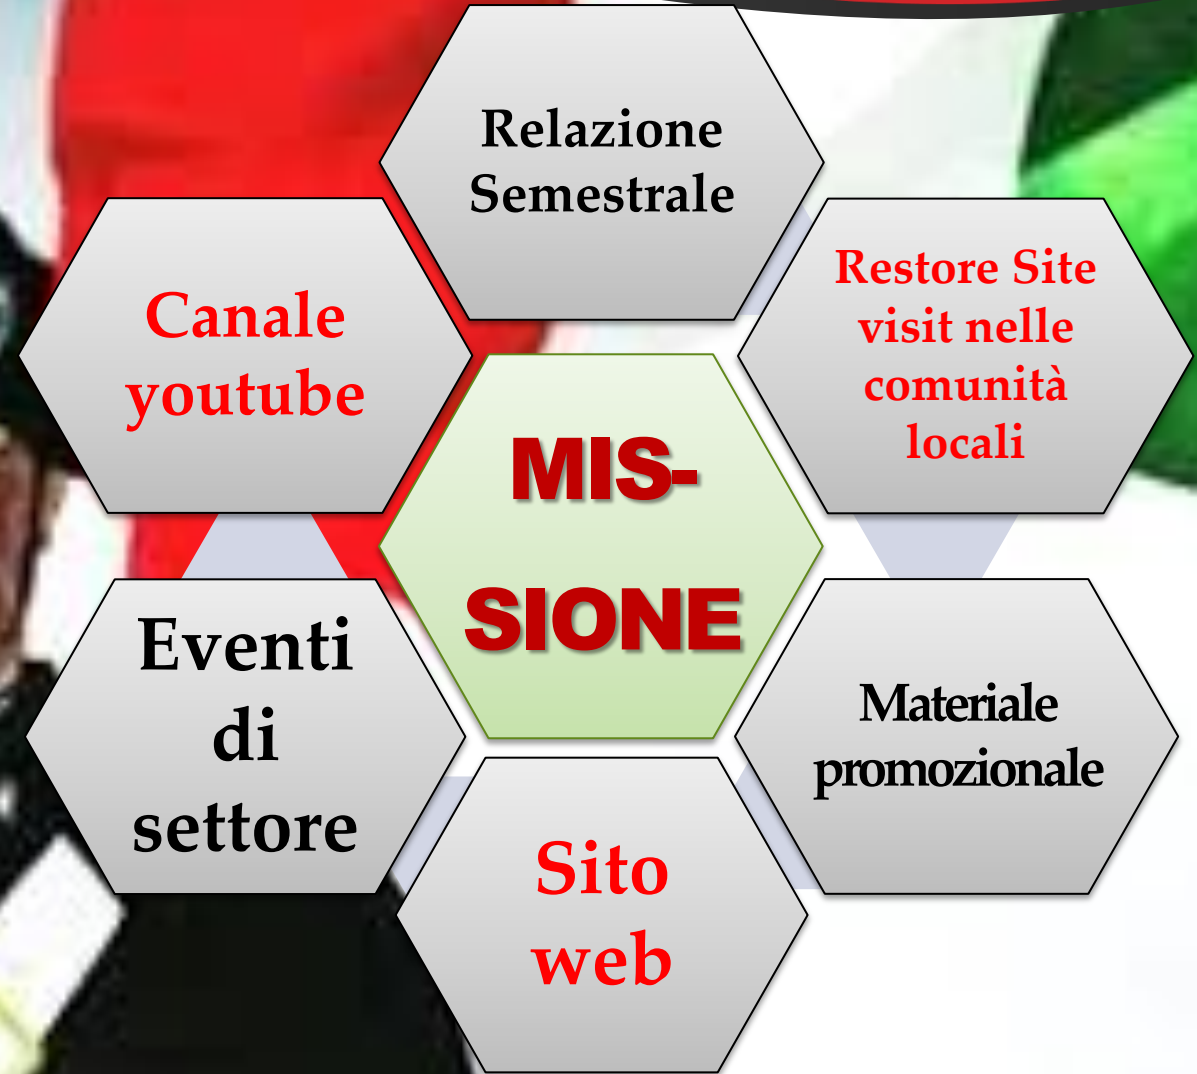 Relazione
Semestrale
Restore Site
visit nelle
comunità
locali
Canale
youtube
MIS-
SIONE
Eventi
di
settore
Materiale
promozionale
Sito
web